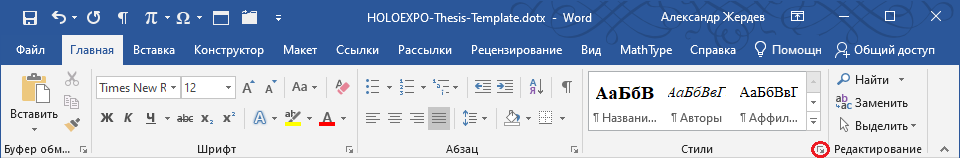 HOLOEXPO-Thesis-Template.dotx - Word Александр Жердев
Файл Главная Вставка Конструктор Макет Ссылки Рассылки Рецензирование Вид MathType Справка Помощн Общий доступ
Times New R 12 Aa АаБбВ АаБбВвГ АаБбВвГ Найти
Вставить Ж К Ч abc x₂ x² А А ¶ Названи... ¶ Авторы ¶ Аффил... Заменить
Выделить
Буфер обм... Шрифт Абзац Стили Редактирование